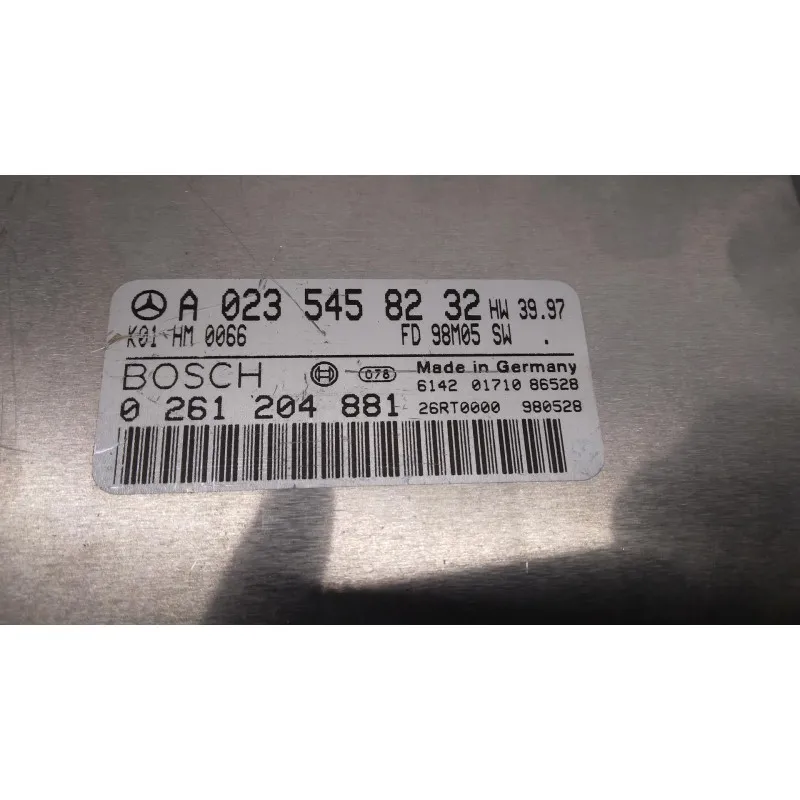 A 023 545 82 32 HW 39.97
K01 HM 0066 FD 98M05 SW .
BOSCH 078 Made in Germany
6142 01710 86528
0 261 204 881 26RT0000 980528